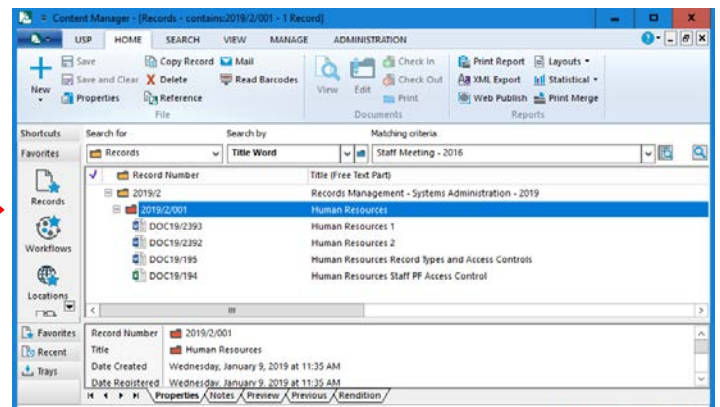 Content Manager - [Records - contains:2019/2/001 - 1 Record]
USP HOME SEARCH VIEW MANAGE ADMINISTRATION
New
Save
Save and Clear
Properties
Copy Record
Delete
Reference
Mail
Read Barcodes
File
View
Edit
Check In
Check Out
Print
Documents
Print Report
XML Export
Web Publish
Layouts
Statistical
Print Merge
Reports
Shortcuts
Search for Search by Matching criteria
Favorites
Records Title Word Staff Meeting - 2016
Record Number Title (Free Text Part)
2019/2 Records Management - Systems Administration - 2019
2019/2/001 Human Resources
DOC19/2393 Human Resources 1
DOC19/2392 Human Resources 2
DOC19/195 Human Resources Record Types and Access Controls
DOC19/194 Human Resources Staff PF Access Control
Records
Workflows
Locations
Favorites
Recent
Trays
Record Number 2019/2/001
Title Human Resources
Date Created Wednesday, January 9, 2019 at 11:35 AM
Date Registered Wednesday, January 9, 2019 at 11:35 AM
Properties Notes Preview Previous Rendition